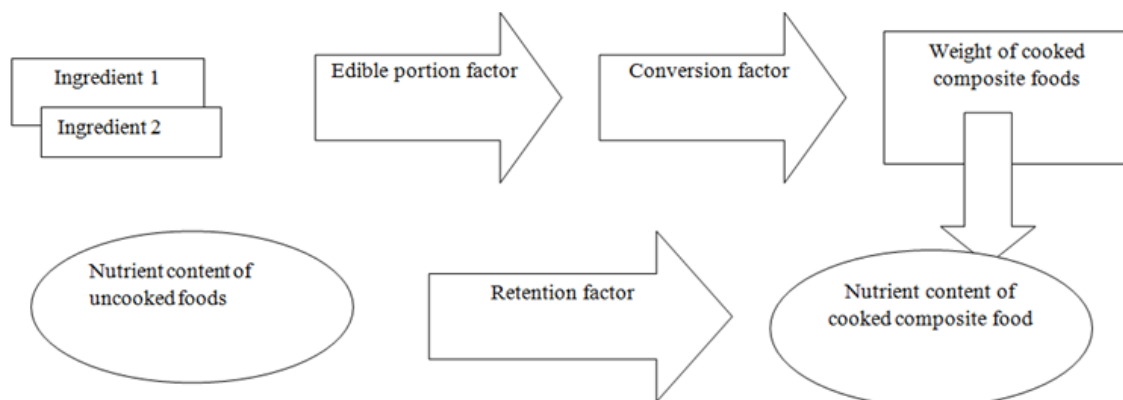 Ingredient 1
Ingredient 2
Edible portion factor
Conversion factor
Weight of cooked
composite foods
Nutrient content of
uncooked foods
Retention factor
Nutrient content of
cooked composite food